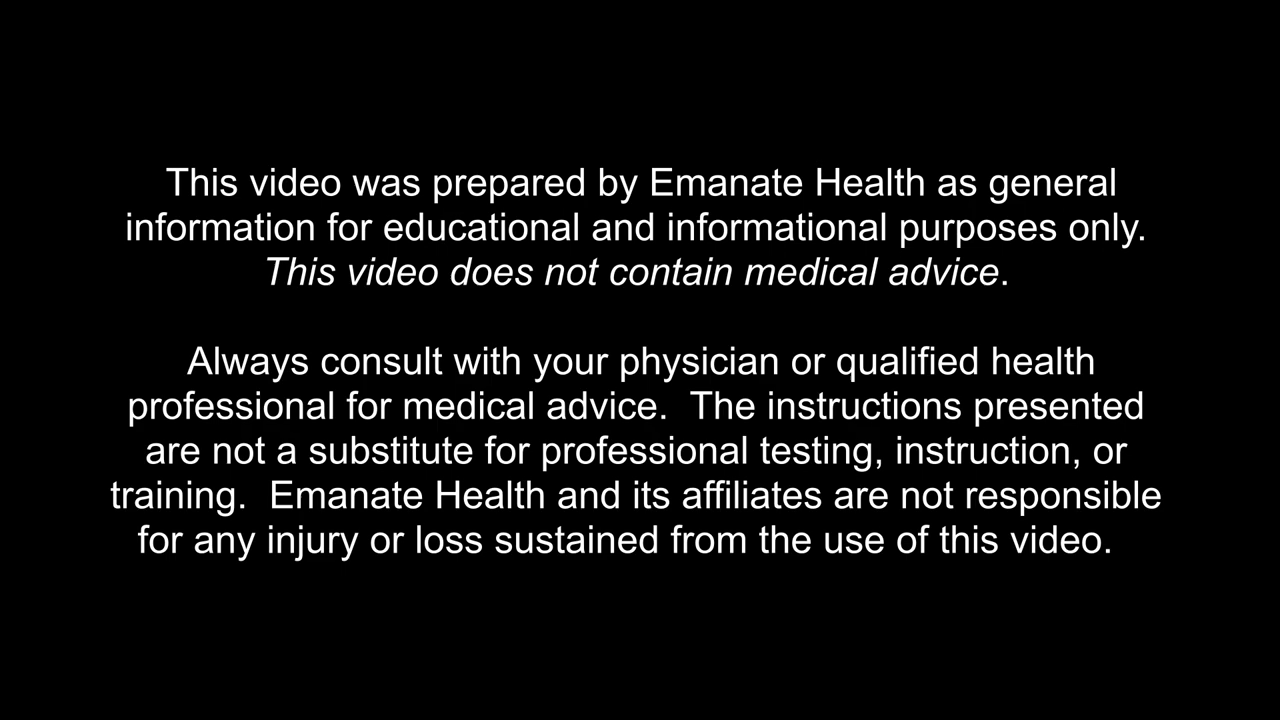 This video was prepared by Emanate Health as general
information for educational and informational purposes only.
This video does not contain medical advice.
Always consult with your physician or qualified health
professional for medical advice.  The instructions presented
are not a substitute for professional testing, instruction, or
training.  Emanate Health and its affiliates are not responsible
for any injury or loss sustained from the use of this video.